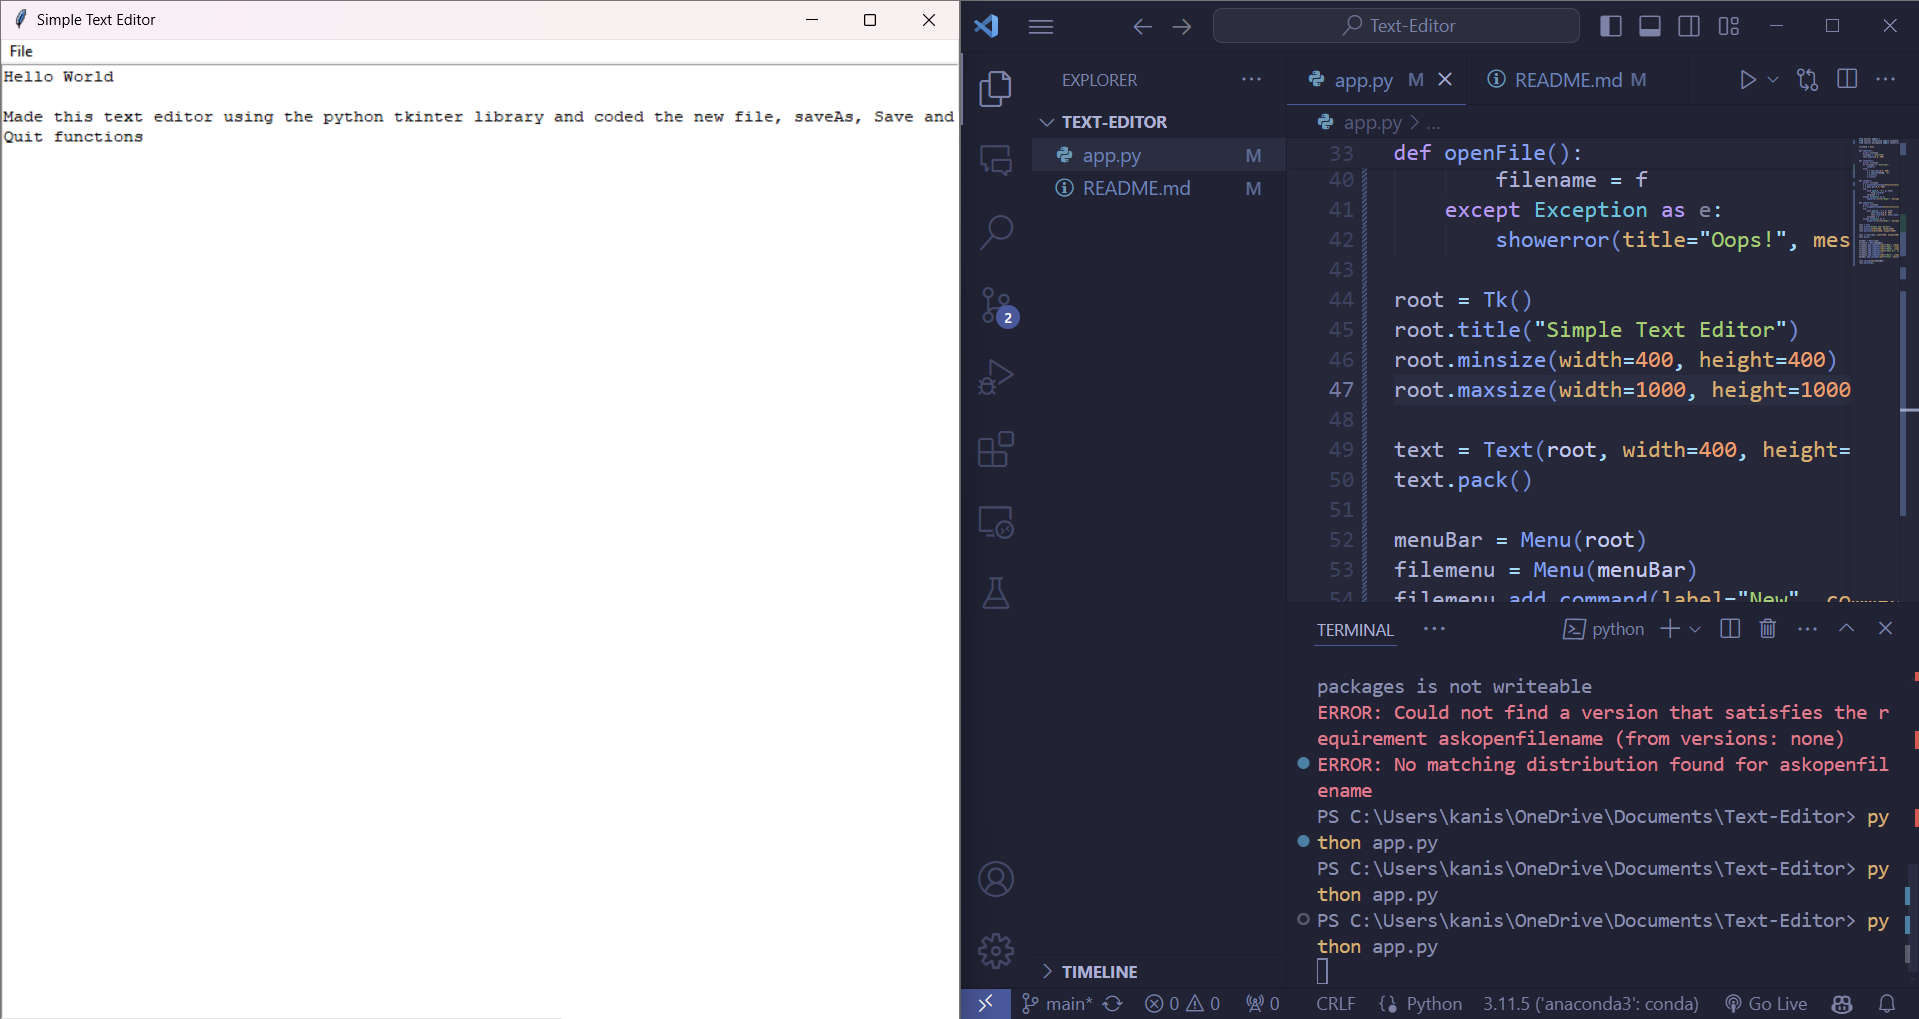 Simple Text Editor
File
Hello World
Made this text editor using the python tkinter library and coded the new file, saveAs, Save and
Quit functions
Text-Editor
EXPLORER
TEXT-EDITOR
app.py M
README.md M
2
TIMELINE
app.py M
README.md M
app.py > ...
33 def openFile():
40 filename = f
41 except Exception as e:
42 showerror(title="Oops!", mes
43
44 root = Tk()
45 root.title("Simple Text Editor")
46 root.minsize(width=400, height=400)
47 root.maxsize(width=1000, height=1000
48
49 text = Text(root, width=400, height=
50 text.pack()
51
52 menuBar = Menu(root)
53 filemenu = Menu(menuBar)
54 filemenu.add_command(label="New", co
TERMINAL
python
packages is not writeable
ERROR: Could not find a version that satisfies the r
equirement askopenfilename (from versions: none)
ERROR: No matching distribution found for askopenfil
ename
PS C:\Users\kanis\OneDrive\Documents\Text-Editor> py
thon app.py
PS C:\Users\kanis\OneDrive\Documents\Text-Editor> py
thon app.py
PS C:\Users\kanis\OneDrive\Documents\Text-Editor> py
thon app.py
main* 0 0 0 CRLF Python 3.11.5 ('anaconda3': conda) Go Live